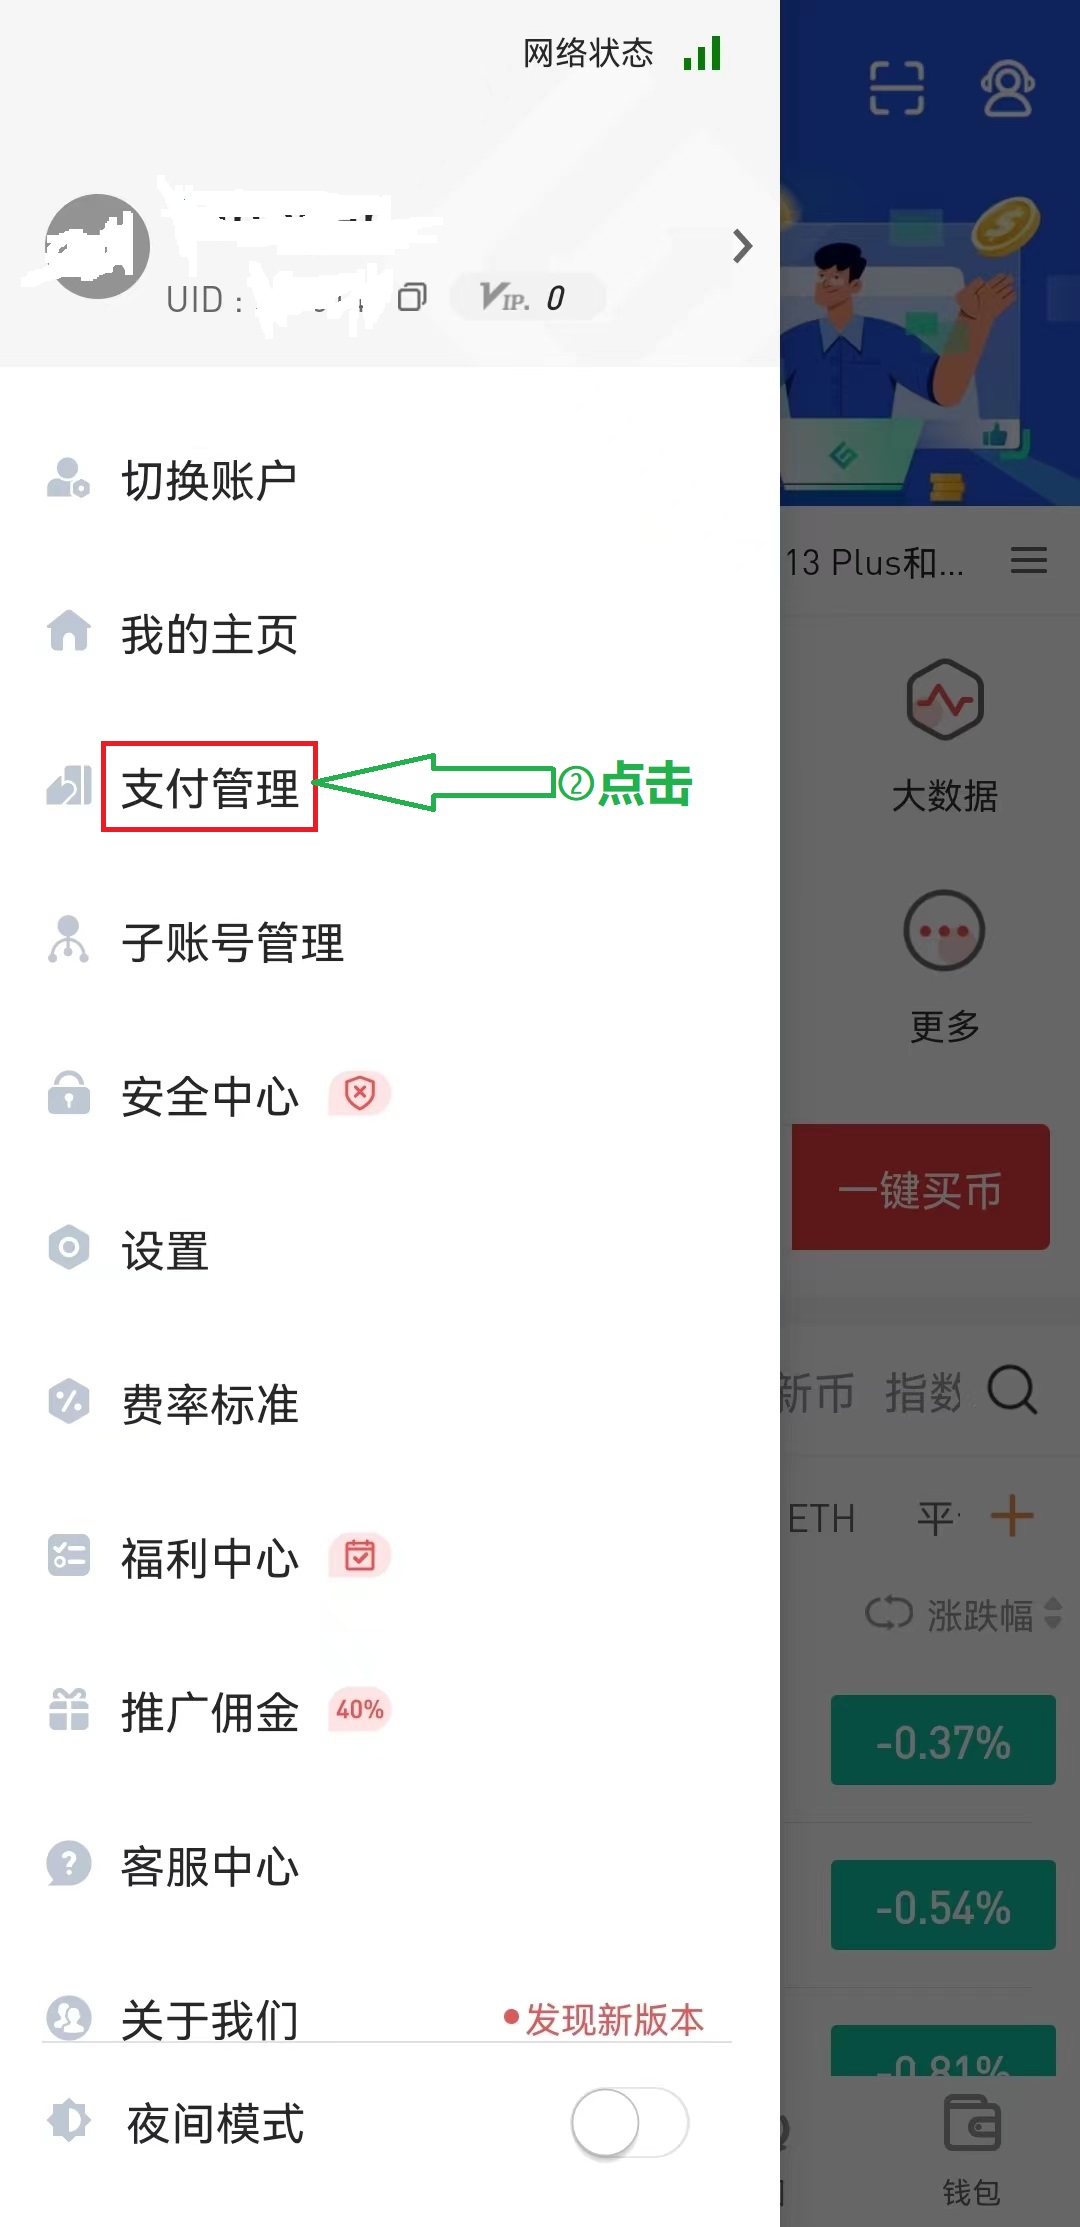 网络状态
UID :
VIP. 0
切换账户
13 Plus和...
我的主页
支付管理
②点击
大数据
子账号管理
更多
安全中心
一键买币
设置
费率标准
新币 指数
ETH 平
福利中心
涨跌幅
推广佣金 40%
-0.37%
客服中心
-0.54%
关于我们
发现新版本
-0.81%
夜间模式
钱包